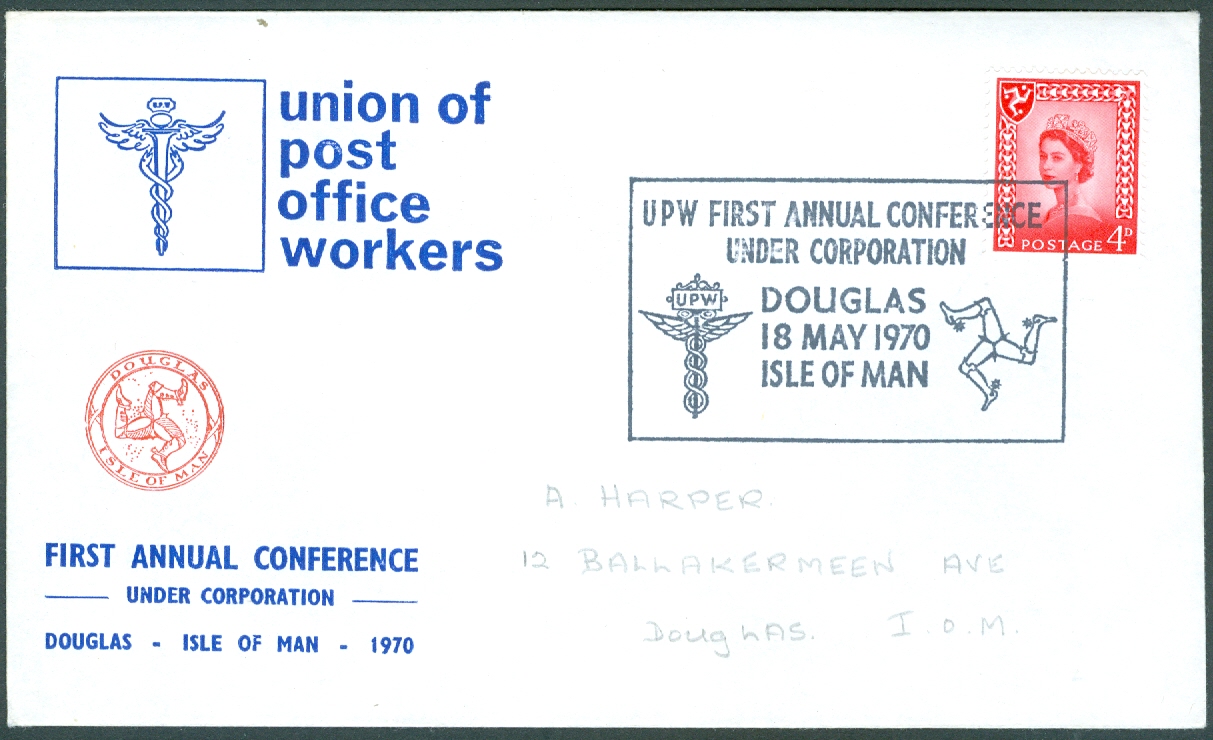 UPW
union of
post
office
workers
POSTAGE 4D
UPW FIRST ANNUAL CONFERENCE
UNDER CORPORATION
UPW
DOUGLAS
18 MAY 1970
ISLE OF MAN
DOUGLAS
ISLE OF MAN
FIRST ANNUAL CONFERENCE
UNDER CORPORATION
DOUGLAS - ISLE OF MAN - 1970
A. HARPER.
12 BALLAKERMEEN AVE
DougLAS. I.O.M.